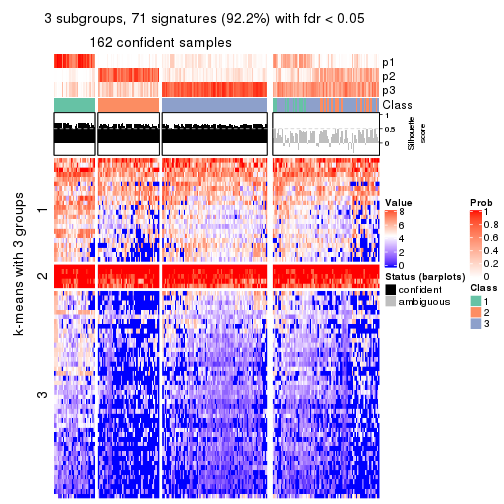 3 subgroups, 71 signatures (92.2%) with fdr < 0.05
162 confident samples
p1
p2
p3
Class
1
0.5
0
Silhouette
score
k-means with 3 groups
1
2
3
Value
8
6
4
2
0
Status (barplots)
confident
ambiguous
Prob
1
0.8
0.6
0.4
0.2
0
Class
1
2
3